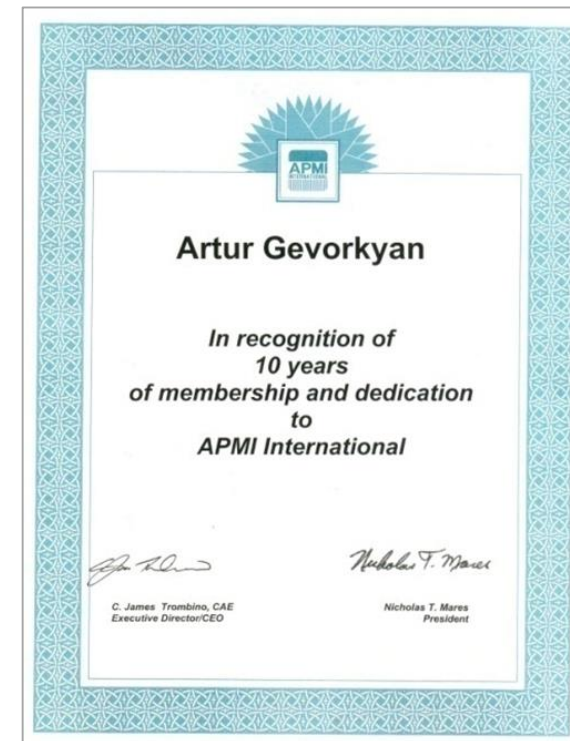 APMI
INTERNATIONAL
Artur Gevorkyan
In recognition of
10 years
of membership and dedication
to
APMI International
Nicholas T. Mares
C. James Trombino, CAE
Executive Director/CEO
Nicholas T. Mares
President